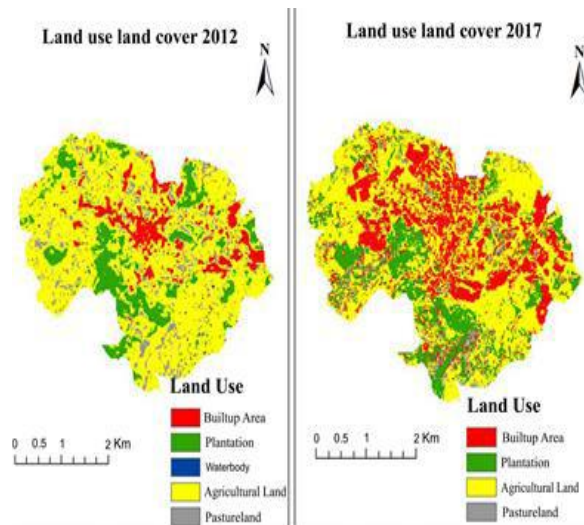 Land use land cover 2012
N
Land Use
Builtup Area
Plantation
Waterbody
Agricultural Land
Pastureland
0 0.5 1 2 Km
Land use land cover 2017
N
Land Use
Builtup Area
Plantation
Agricultural Land
Pastureland
0 0.5 1 2 Km